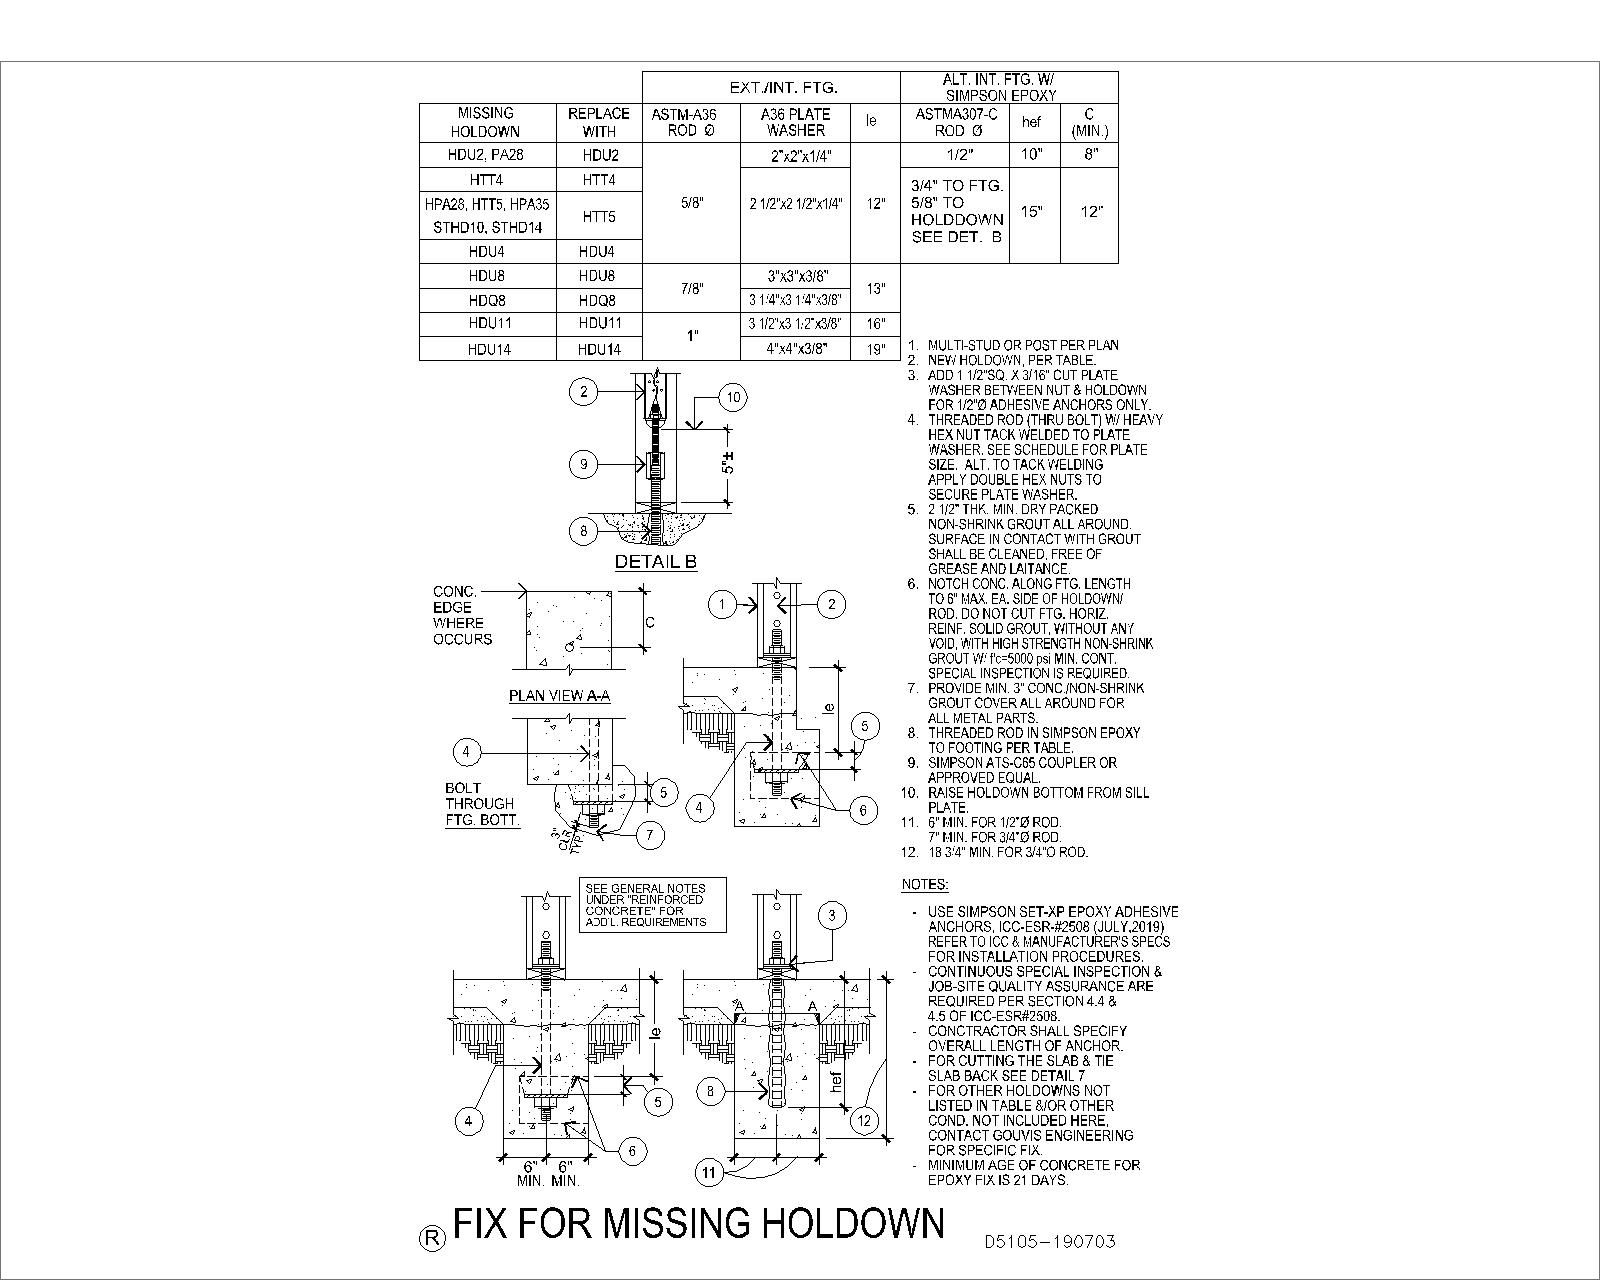 EXT./INT. FTG.
ALT. INT. FTG. W/
SIMPSON EPOXY
MISSING
HOLDOWN
REPLACE
WITH
ASTM-A36
ROD Ø
A36 PLATE
WASHER
le
ASTMA307-C
ROD Ø
hef
C
(MIN.)
HDU2, PA28
HDU2
2"x2"x1/4"
1/2"
10"
8"
HTT4
HTT4
HPA28, HTT5, HPA35
STHD10, STHD14
HTT5
5/8"
2 1/2"x2 1/2"x1/4"
12"
3/4" TO FTG.
5/8" TO
HOLDDOWN
SEE DET. B
15"
12"
HDU4
HDU4
HDU8
HDU8
7/8"
3"x3"x3/8"
13"
HDQ8
HDQ8
3 1/4"x3 1/4"x3/8"
HDU11
HDU11
1"
3 1/2"x3 1/2"x3/8"
16"
HDU14
HDU14
4"x4"x3/8"
19"
2
10
9
5"±
8
DETAIL B
CONC.
EDGE
WHERE
OCCURS
C
PLAN VIEW A-A
4
BOLT
THROUGH
FTG. BOTT.
5
3"
CLR
TYP.
7
1
2
le
5
4
6
SEE GENERAL NOTES
UNDER "REINFORCED
CONCRETE" FOR
ADD'L. REQUIREMENTS
le
4
5
6
6"
MIN.
6"
MIN.
3
A
A
hef
8
12
11
1. MULTI-STUD OR POST PER PLAN
2. NEW HOLDOWN, PER TABLE.
3. ADD 1 1/2"SQ. X 3/16" CUT PLATE
WASHER BETWEEN NUT & HOLDOWN
FOR 1/2"Ø ADHESIVE ANCHORS ONLY.
4. THREADED ROD (THRU BOLT) W/ HEAVY
HEX NUT TACK WELDED TO PLATE
WASHER. SEE SCHEDULE FOR PLATE
SIZE. ALT. TO TACK WELDING
APPLY DOUBLE HEX NUTS TO
SECURE PLATE WASHER.
5. 2 1/2" THK. MIN. DRY PACKED
NON-SHRINK GROUT ALL AROUND.
SURFACE IN CONTACT WITH GROUT
SHALL BE CLEANED, FREE OF
GREASE AND LAITANCE.
6. NOTCH CONC. ALONG FTG. LENGTH
TO 6" MAX. EA. SIDE OF HOLDOWN/
ROD. DO NOT CUT FTG. HORIZ.
REINF. SOLID GROUT, WITHOUT ANY
VOID, WITH HIGH STRENGTH NON-SHRINK
GROUT W/ f'c=5000 psi MIN. CONT.
SPECIAL INSPECTION IS REQUIRED.
7. PROVIDE MIN. 3" CONC./NON-SHRINK
GROUT COVER ALL AROUND FOR
ALL METAL PARTS.
8. THREADED ROD IN SIMPSON EPOXY
TO FOOTING PER TABLE.
9. SIMPSON ATS-C65 COUPLER OR
APPROVED EQUAL.
10. RAISE HOLDOWN BOTTOM FROM SILL
PLATE.
11. 6" MIN. FOR 1/2"Ø ROD.
7" MIN. FOR 3/4"Ø ROD.
12. 18 3/4" MIN. FOR 3/4"O ROD.
NOTES:
- USE SIMPSON SET-XP EPOXY ADHESIVE
ANCHORS, ICC-ESR-#2508 (JULY,2019)
REFER TO ICC & MANUFACTURER'S SPECS
FOR INSTALLATION PROCEDURES.
- CONTINUOUS SPECIAL INSPECTION &
JOB-SITE QUALITY ASSURANCE ARE
REQUIRED PER SECTION 4.4 &
4.5 OF ICC-ESR#2508.
- CONCTRACTOR SHALL SPECIFY
OVERALL LENGTH OF ANCHOR.
- FOR CUTTING THE SLAB & TIE
SLAB BACK SEE DETAIL 7
- FOR OTHER HOLDOWNS NOT
LISTED IN TABLE &/OR OTHER
COND. NOT INCLUDED HERE,
CONTACT GOUVIS ENGINEERING
FOR SPECIFIC FIX.
- MINIMUM AGE OF CONCRETE FOR
EPOXY FIX IS 21 DAYS.
R FIX FOR MISSING HOLDOWN
D5105-190703